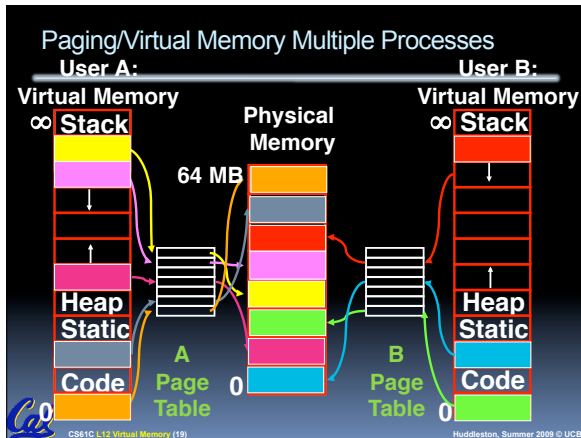 Paging/Virtual Memory Multiple Processes
User A:
Virtual Memory
∞ Stack
Heap
Static
Code
0
A
Page
Table
Physical
Memory
64 MB
0
User B:
Virtual Memory
∞ Stack
Heap
Static
Code
0
B
Page
Table
Cal
CS61C L12 Virtual Memory (19)
Huddleston, Summer 2009 © UCB